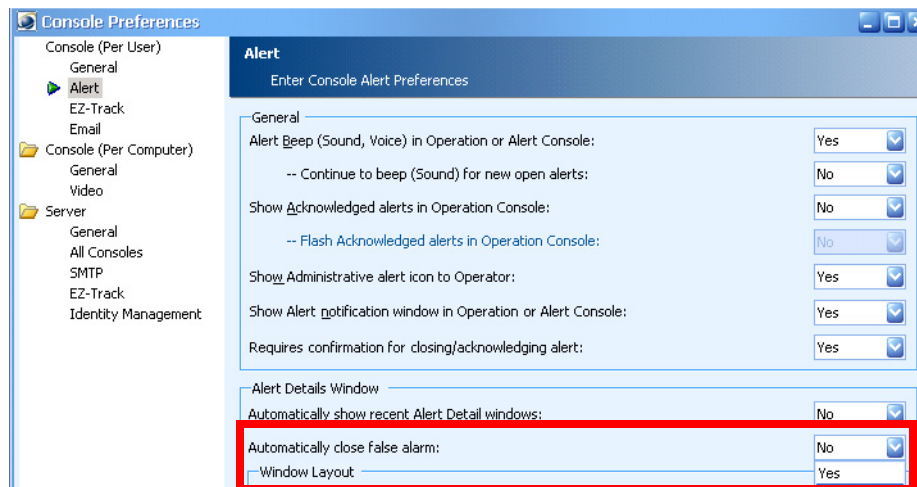 Console Preferences
Console (Per User)
General
Alert
EZ-Track
Email
Console (Per Computer)
General
Video
Server
General
All Consoles
SMTP
EZ-Track
Identity Management
Alert
Enter Console Alert Preferences
General
Alert Beep (Sound, Voice) in Operation or Alert Console: Yes
-- Continue to beep (Sound) for new open alerts: No
Show Acknowledged alerts in Operation Console: No
-- Flash Acknowledged alerts in Operation Console: No
Show Administrative alert icon to Operator: Yes
Show Alert notification window in Operation or Alert Console: Yes
Requires confirmation for closing/acknowledging alert: Yes
Alert Details Window
Automatically show recent Alert Detail windows: No
Automatically close false alarm: No
Window Layout Yes